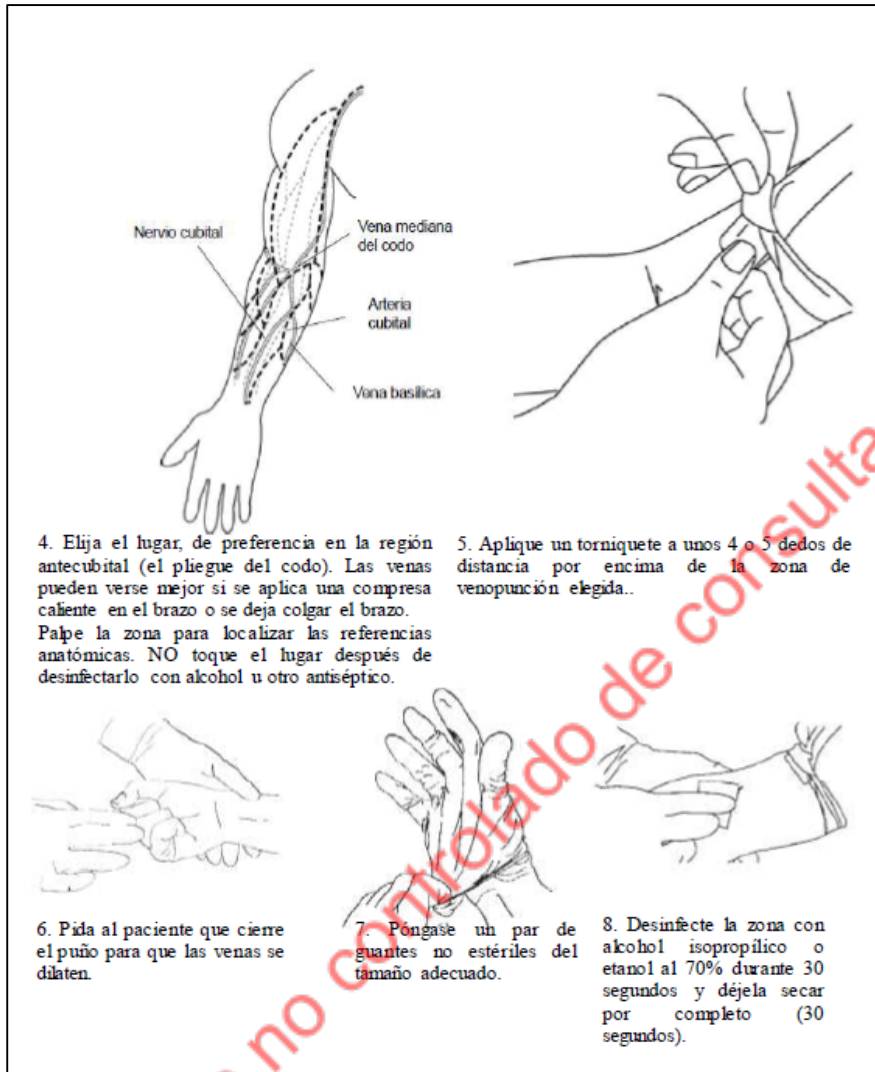 Nervio cubital
Vena mediana
del codo
Arteria
cubital
Vena basílica
4. Elija el lugar, de preferencia en la región
antecubital (el pliegue del codo). Las venas
pueden verse mejor si se aplica una compresa
caliente en el brazo o se deja colgar el brazo.
Palpe la zona para localizar las referencias
anatómicas. NO toque el lugar después de
desinfectarlo con alcohol u otro antiséptico.
5. Aplique un torniquete a unos 4 o 5 dedos de
distancia por encima de la zona de
venopunción elegida..
6. Pida al paciente que cierre
el puño para que las venas se
dilaten.
7. Póngase un par de
guantes no estériles del
tamaño adecuado.
8. Desinfecte la zona con
alcohol isopropílico o
etanol al 70% durante 30
segundos y déjela secar
por completo (30
segundos).
no controlado de consulta